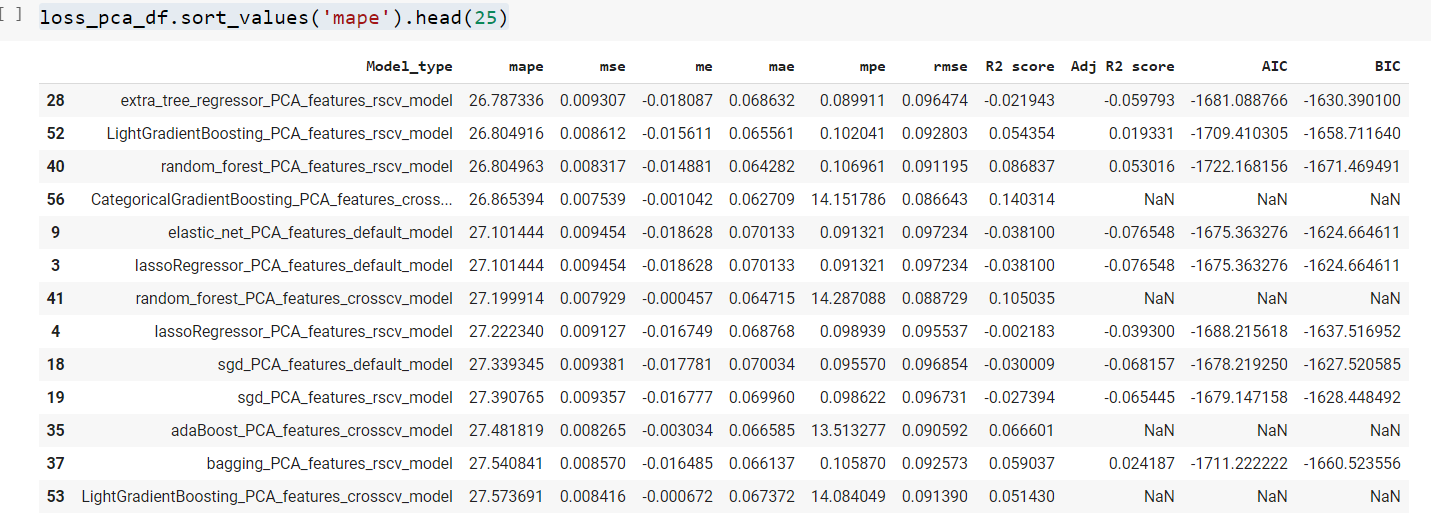 [ ] loss_pca_df.sort_values('mape').head(25)
Model_type mape mse me mae mpe rmse R2 score Adj R2 score AIC BIC
28 extra_tree_regressor_PCA_features_rscv_model 26.787336 0.009307 -0.018087 0.068632 0.089911 0.096474 -0.021943 -0.059793 -1681.088766 -1630.390100
52 LightGradientBoosting_PCA_features_rscv_model 26.804916 0.008612 -0.015611 0.065561 0.102041 0.092803 0.054354 0.019331 -1709.410305 -1658.711640
40 random_forest_PCA_features_rscv_model 26.804963 0.008317 -0.014881 0.064282 0.106961 0.091195 0.086837 0.053016 -1722.168156 -1671.469491
56 CategoricalGradientBoosting_PCA_features_cross... 26.865394 0.007539 -0.001042 0.062709 14.151786 0.086643 0.140314 NaN NaN NaN
9 elastic_net_PCA_features_default_model 27.101444 0.009454 -0.018628 0.070133 0.091321 0.097234 -0.038100 -0.076548 -1675.363276 -1624.664611
3 lassoRegressor_PCA_features_default_model 27.101444 0.009454 -0.018628 0.070133 0.091321 0.097234 -0.038100 -0.076548 -1675.363276 -1624.664611
41 random_forest_PCA_features_crosscv_model 27.199914 0.007929 -0.000457 0.064715 14.287088 0.088729 0.105035 NaN NaN NaN
4 lassoRegressor_PCA_features_rscv_model 27.222340 0.009127 -0.016749 0.068768 0.098939 0.095537 -0.002183 -0.039300 -1688.215618 -1637.516952
18 sgd_PCA_features_default_model 27.339345 0.009381 -0.017781 0.070034 0.095570 0.096854 -0.030009 -0.068157 -1678.219250 -1627.520585
19 sgd_PCA_features_rscv_model 27.390765 0.009357 -0.016777 0.069960 0.098622 0.096731 -0.027394 -0.065445 -1679.147158 -1628.448492
35 adaBoost_PCA_features_crosscv_model 27.481819 0.008265 -0.003034 0.066585 13.513277 0.090592 0.066601 NaN NaN NaN
37 bagging_PCA_features_rscv_model 27.540841 0.008570 -0.016485 0.066137 0.105870 0.092573 0.059037 0.024187 -1711.222222 -1660.523556
53 LightGradientBoosting_PCA_features_crosscv_model 27.573691 0.008416 -0.000672 0.067372 14.084049 0.091390 0.051430 NaN NaN NaN